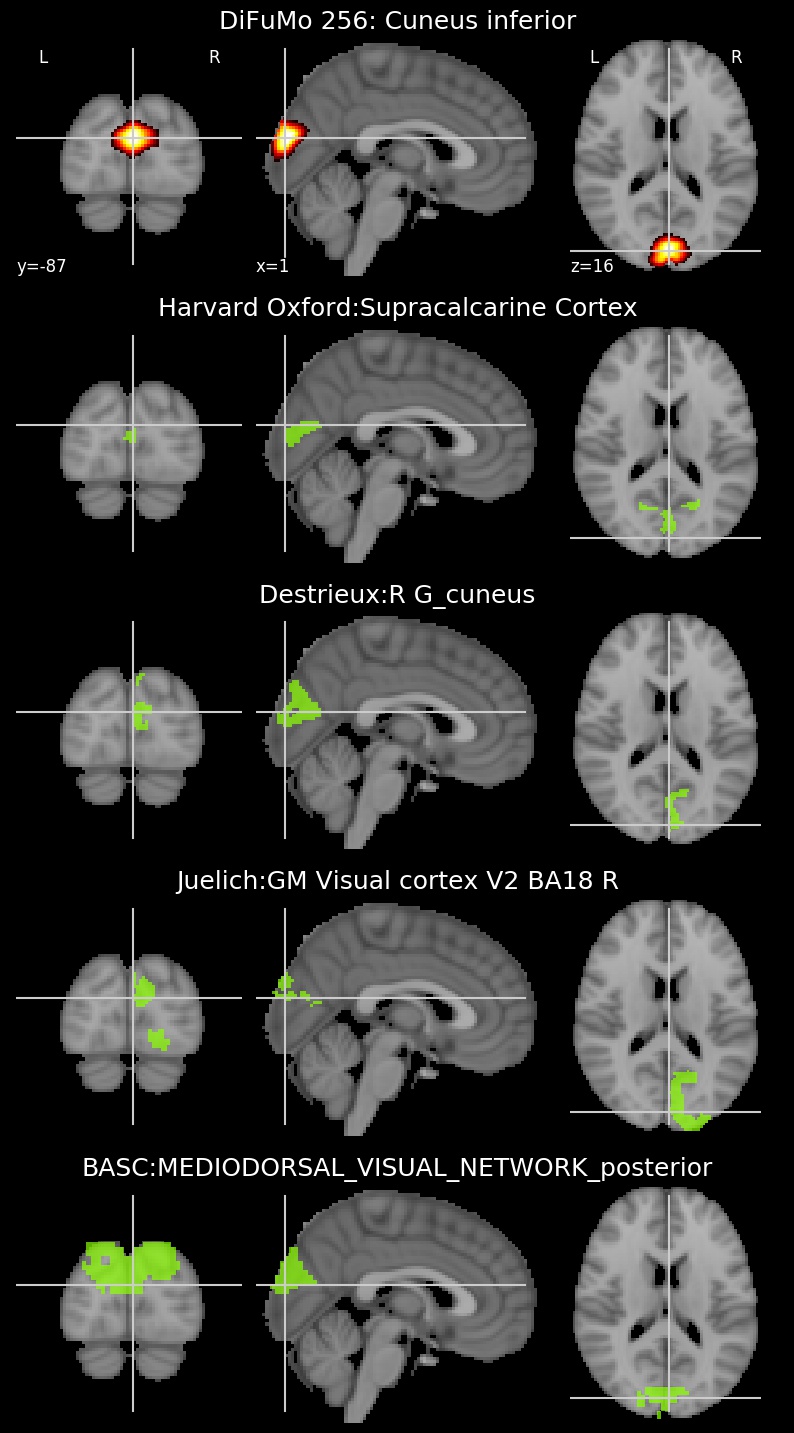 DiFuMo 256: Cuneus inferior
L R L R
y=-87 x=1 z=16
Harvard Oxford:Supracalcarine Cortex
Destrieux:R G_cuneus
Juelich:GM Visual cortex V2 BA18 R
BASC:MEDIODORSAL_VISUAL_NETWORK_posterior